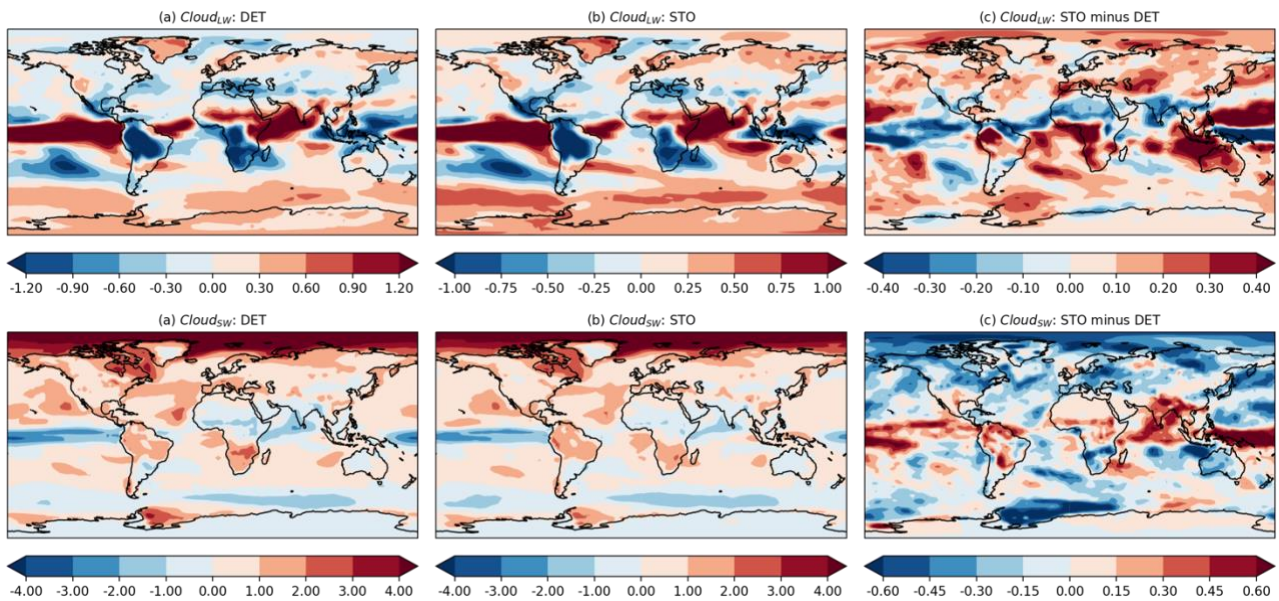 (a) Cloud_LW: DET
(b) Cloud_LW: STO
(c) Cloud_LW: STO minus DET
-1.20 -0.90 -0.60 -0.30 0.00 0.30 0.60 0.90 1.20
-1.00 -0.75 -0.50 -0.25 0.00 0.25 0.50 0.75 1.00
-0.40 -0.30 -0.20 -0.10 0.00 0.10 0.20 0.30 0.40
(a) Cloud_SW: DET
(b) Cloud_SW: STO
(c) Cloud_SW: STO minus DET
-4.00 -3.00 -2.00 -1.00 0.00 1.00 2.00 3.00 4.00
-4.00 -3.00 -2.00 -1.00 0.00 1.00 2.00 3.00 4.00
-0.60 -0.45 -0.30 -0.15 0.00 0.15 0.30 0.45 0.60